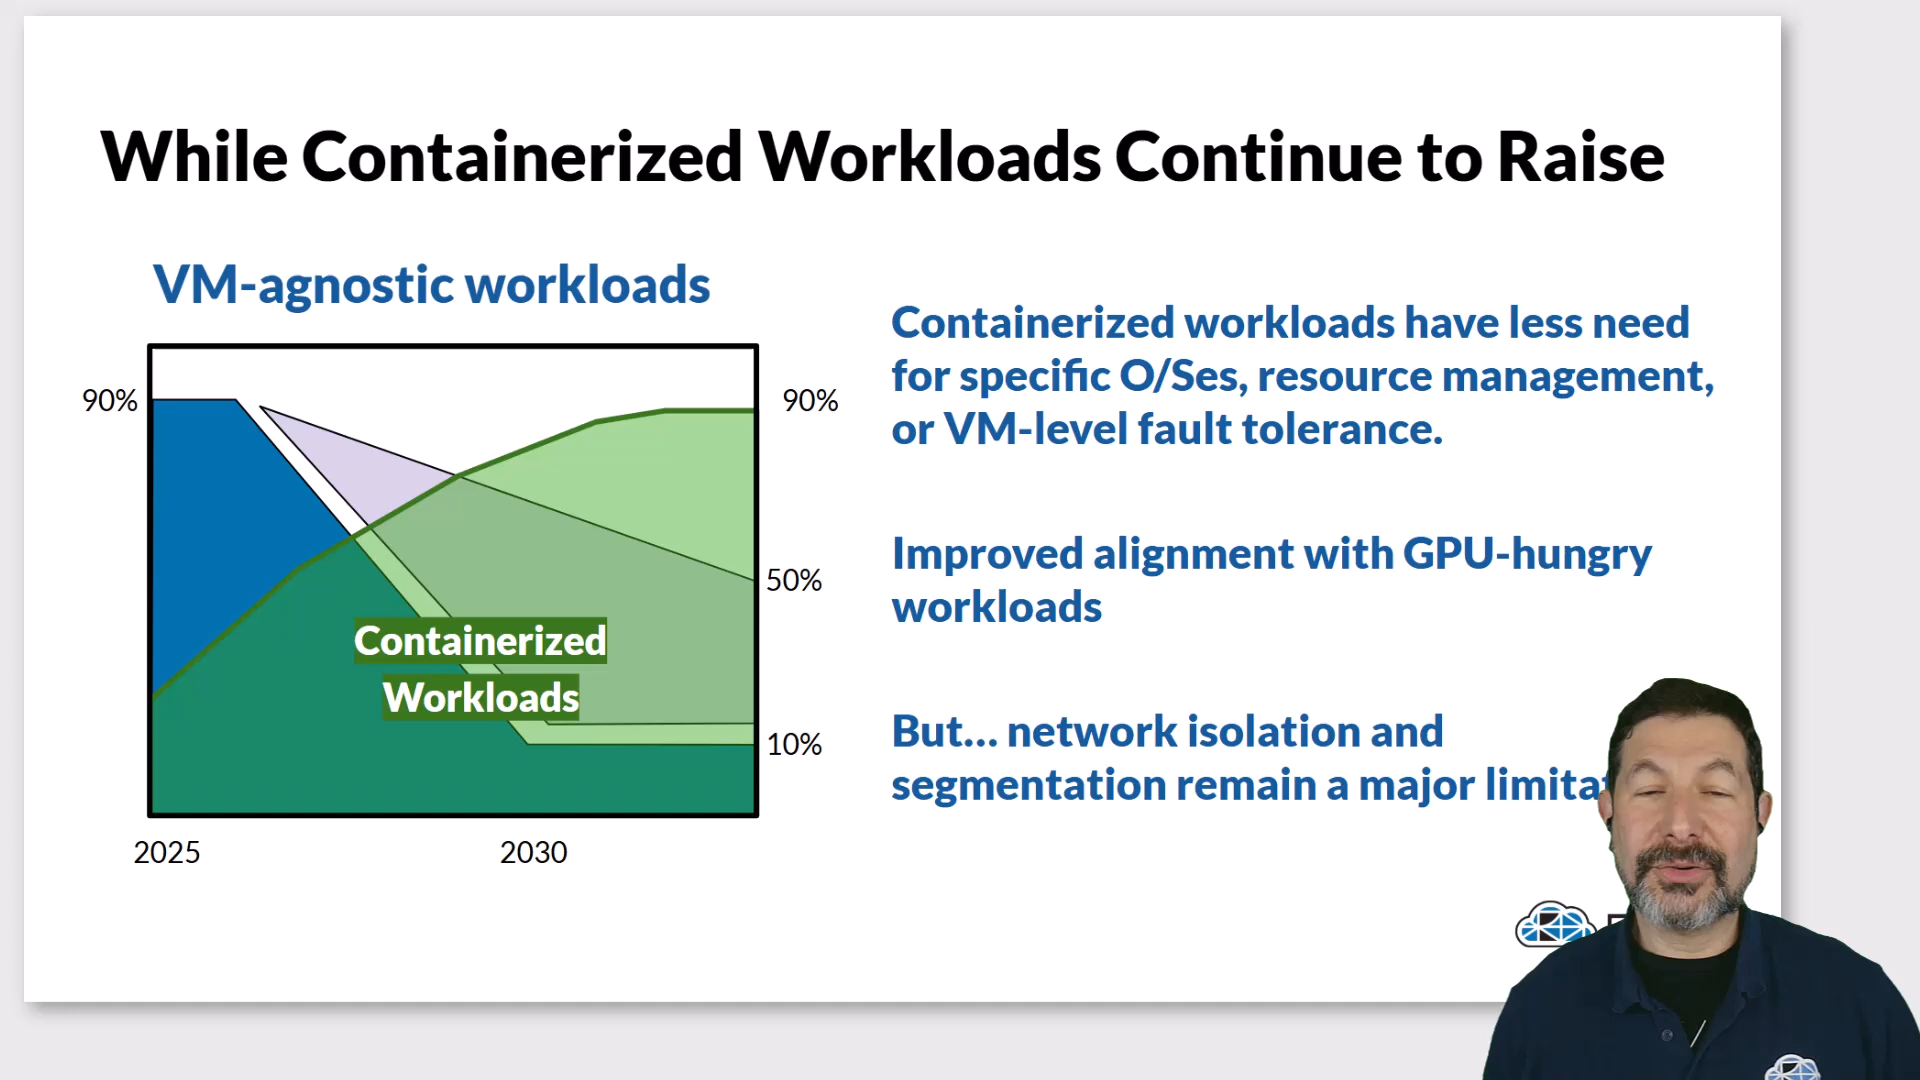 While Containerized Workloads Continue to Raise
VM-agnostic workloads
90%
90%
50%
10%
Containerized
Workloads
2025
2030
Containerized workloads have less need
for specific O/Ses, resource management,
or VM-level fault tolerance.
Improved alignment with GPU-hungry
workloads
But... network isolation and
segmentation remain a major